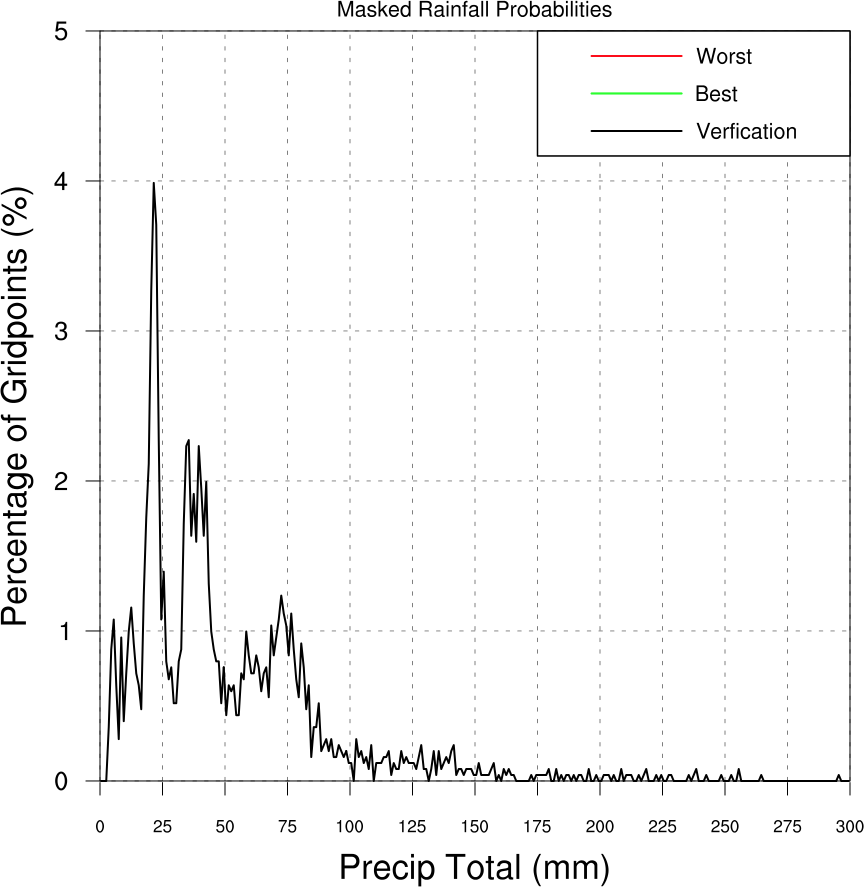 Masked Rainfall Probabilities
Worst
Best
Verfication
Percentage of Gridpoints (%)
5
4
3
2
1
0
0 25 50 75 100 125 150 175 200 225 250 275 300
Precip Total (mm)